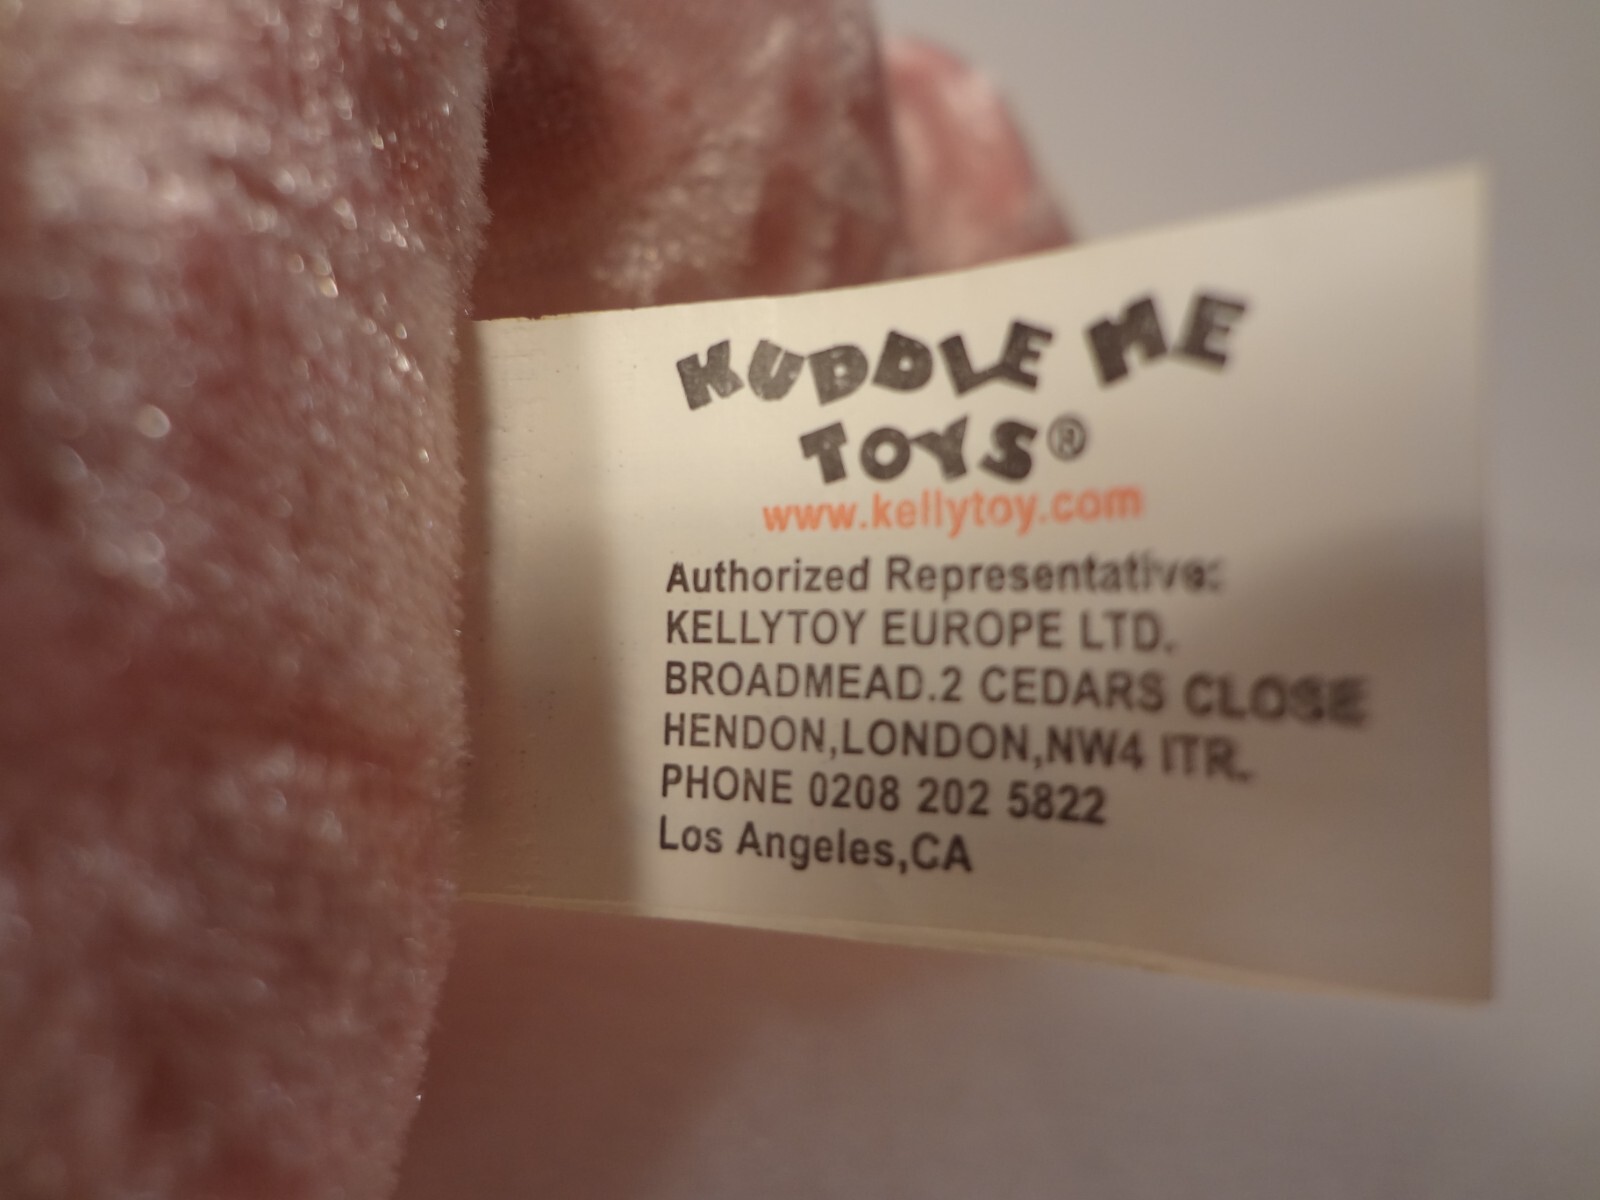 KUDDLE ME
TOYS®
www.kellytoy.com
Authorized Representative:
KELLYTOY EUROPE LTD.
BROADMEAD.2 CEDARS CLOSE
HENDON,LONDON,NW4 ITR.
PHONE 0208 202 5822
Los Angeles,CA